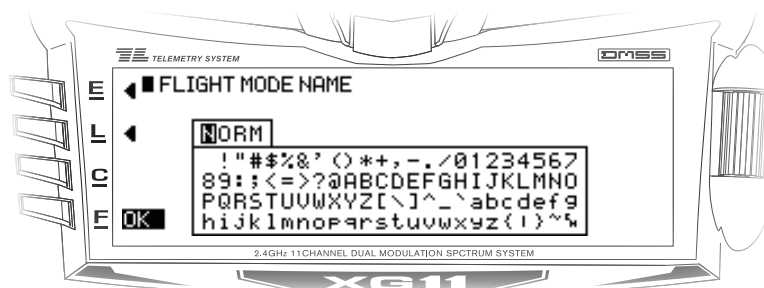 TELEMETRY SYSTEM
DMSS
E
FLIGHT MODE NAME
L
NORM
!"#$%&'()*+,-./01234567
C
89:;<=>?@ABCDEFGHIJKLMNO
PQRSTUVWXYZ[\]^_`abcdefg
F
OK
hijklmnopqrstuvwxyz{|}~
2.4GHz 11CHANNEL DUAL MODULATION SPCTRUM SYSTEM
XG11